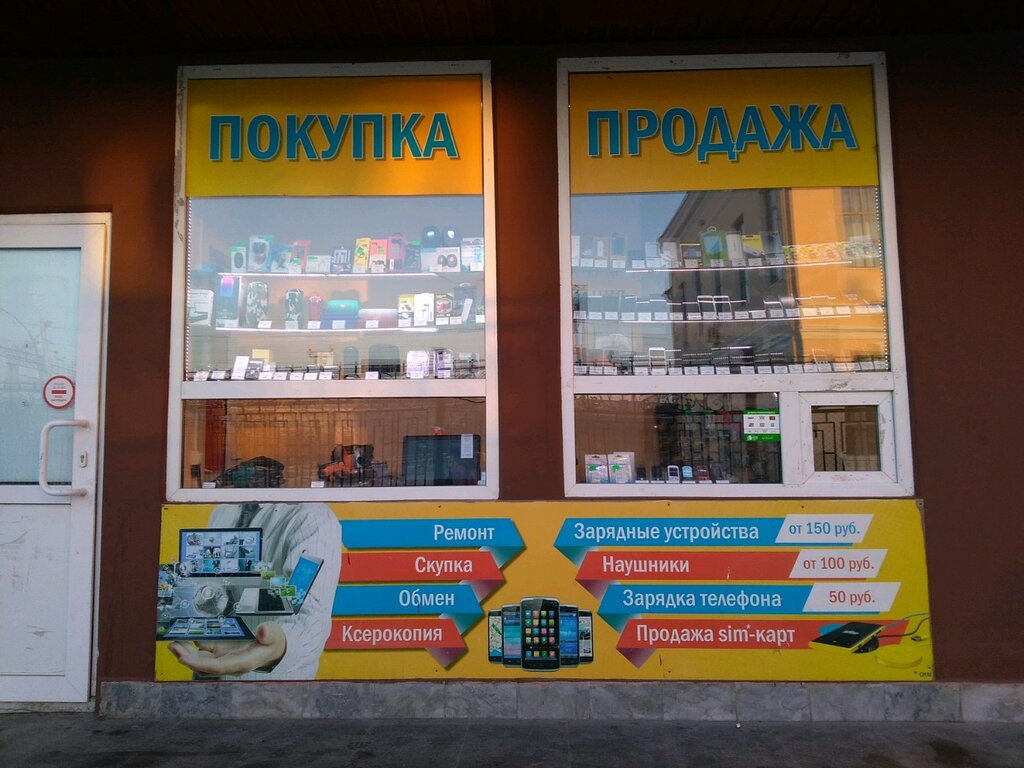 ПОКУПКА
ПРОДАЖА
Ремонт
Скупка
Обмен
Ксерокопия
Зарядные устройства от 150 руб.
Наушники от 100 руб.
Зарядка телефона 50 руб.
Продажа sim*-карт